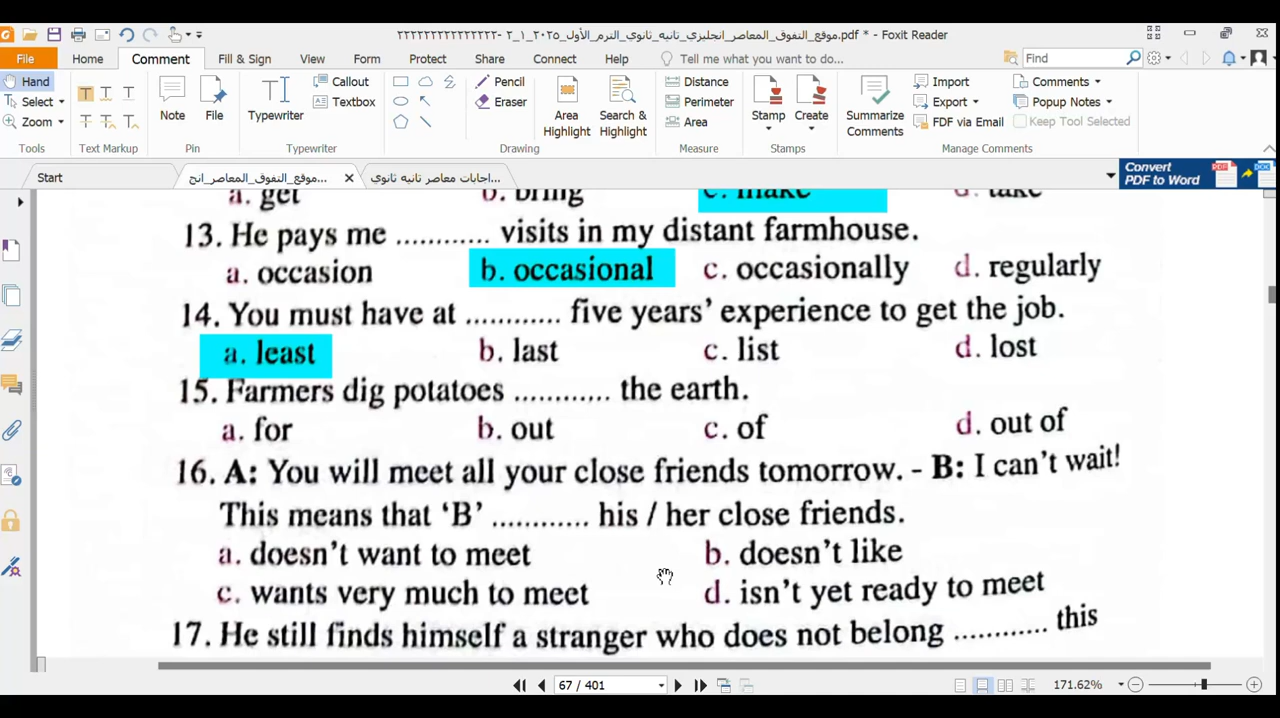 موقع_التفوق_المعاصر_انجليزي_تانيه_ثانوي_الترم_الأول_٢٠٢٥_١_٢ -٢٢٢٢٢٢٢٢٢٢٢٢٢٢٢٢.pdf * - Foxit Reader
File Home Comment Fill & Sign View Form Protect Share Connect Help Tell me what you want to do... Find
Hand
Select
Zoom
Tools
Text Markup
Note
File
Pin
Typewriter
Callout
Textbox
Typewriter
Pencil
Eraser
Area Highlight
Search & Highlight
Drawing
Distance
Perimeter
Area
Measure
Stamp
Create
Stamps
Summarize Comments
Import
Export
FDF via Email
Comments
Popup Notes
Keep Tool Selected
Manage Comments
Start
موقع_التفوق_المعاصر_انج...
اجابات معاصر تانيه ثانوي...
Convert PDF to Word
a. get b. bring c. make d. take
13. He pays me ............ visits in my distant farmhouse.
a. occasion b. occasional c. occasionally d. regularly
14. You must have at ............ five years' experience to get the job.
a. least b. last c. list d. lost
15. Farmers dig potatoes ............ the earth.
a. for b. out c. of d. out of
16. A: You will meet all your close friends tomorrow. - B: I can't wait!
This means that 'B' ............ his / her close friends.
a. doesn't want to meet b. doesn't like
c. wants very much to meet d. isn't yet ready to meet
17. He still finds himself a stranger who does not belong ............ this
67 / 401
171.62%